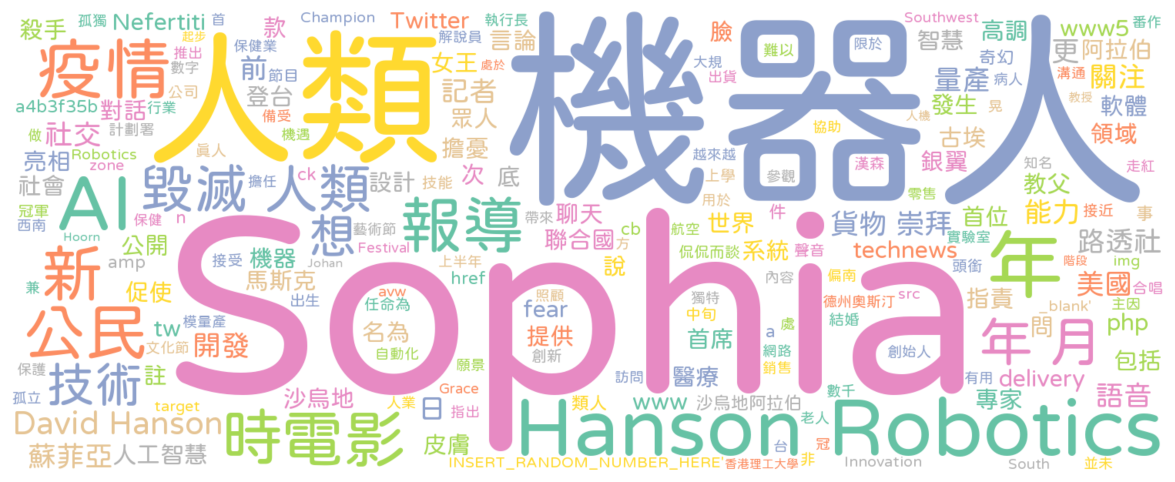 殺手 孤獨 Nefertiti 首 款 Champion Twitter 執行長 臉 Southwest 高調 www5 番作
疫情 起步 推出 保健業 前 節目 解說員 言論 難以 限於 智慧 奇幻 更 阿拉伯
人類 機器人
數字 登台 處於 女王 大規 出貨 量產 病人 溝通 關注
a4b3f35b 對話 行業 公司 備受 記者 發生 晃 教授 軟體
做 社交 計劃署 機遇 眾人 協助 人機 古埃 領域
亮相 Robotics 真人 擔憂 越來越 漢森 銀翼 知名 走紅
社會 zone AI 毀滅 人類 擔任 ck 設計 技能 次 底 上學 參觀 教父
冠軍 保健 n 想 報導 帶來 聊天 用於 世界 件 零售 貨物 崇拜 首位 能力 接近 事
西南 Hoorn 公開 藝術節 聯合國 cb 航空 聲音 technews 實驗室 路透社
新 amp 接受 機器 Festival Johan 上半年 方 說 侃侃而談 系統 頭銜 年 階段 img
兼 促使 馬斯克 href 內容 偏南 美國 合唱
Sophia
出生 avw 照顧 獨特 德州奧斯汀 src 指責 _blank' 主因
公民 tw 模量產 任命為 fear 中旬 a 處 結婚 年 月 問 php
文化節 開發 名為 提供 首席 網路 包括
保護 技術 註 自動化 創新 銷售 創始人
孤立 願景 訪問 醫療 有用 delivery 語音
target 沙烏地 Grace 人業 日 指出 類人 www 沙烏地阿拉伯 數千 專家
David Hanson 時電影 皮膚 Hanson Robotics 老人 冠
蘇菲亞 人工智慧 台
INSERT_RANDOM_NUMBER_HERE' 香港理工大學 非 Innovation South 並未